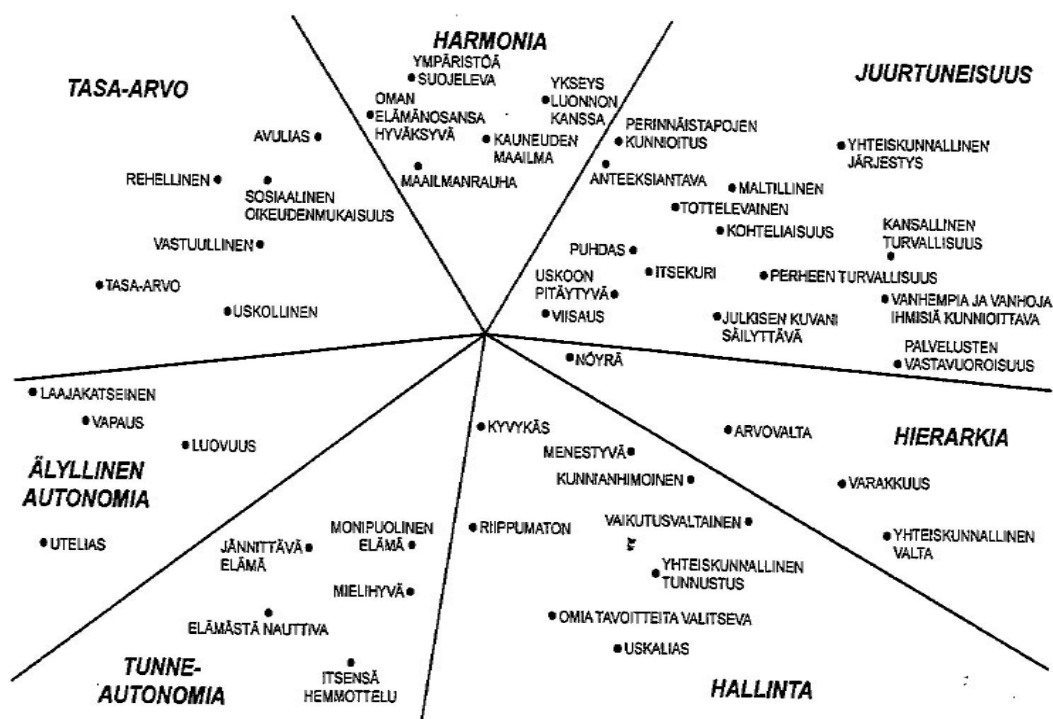 HARMONIA
TASA-ARVO
JUURTUNEISUUS
YMPÄRISTÖÄ
SUOJELEVA
OMAN
ELÄMÄNOSANSA
HYVÄKSYVÄ
YKSEYS
LUONNON
KANSSA
KAUNEUDEN
MAAILMA
MAAILMANRAUHA
AVULIAS
REHELLINEN
SOSIAALINEN
OIKEUDENMUKAISUUS
VASTUULLINEN
TASA-ARVO
USKOLLINEN
PERINNÄISTAPOJEN
KUNNIOITUS
ANTEEKSIANTAVA
YHTEISKUNNALLINEN
JÄRJESTYS
MALTILLINEN
TOTTELEVAINEN
KOHTELIAISUUS
KANSALLINEN
TURVALLISUUS
PUHDAS
ITSEKURI
PERHEEN TURVALLISUUS
USKOON
PITÄYTYVÄ
VIISAUS
JULKISEN KUVANI
SÄILYTTÄVÄ
VANHEMPIA JA VANHOJA
IHMISIÄ KUNNIOITTAVA
PALVELUSTEN
VASTAVUOROISUUS
NÖYRÄ
ARVOVALTA
HIERARKIA
VARAKKUUS
YHTEISKUNNALLINEN
VALTA
LAAJAKATSEINEN
VAPAUS
LUOVUUS
ÄLYLLINEN
AUTONOMIA
UTELIAS
KYVYKÄS
MENESTYVÄ
KUNNIANHIMOINEN
RIIPPUMATON
VAIKUTUSVALTAINEN
YHTEISKUNNALLINEN
TUNNUSTUS
OMIA TAVOITTEITA VALITSEVA
USKALIAS
HALLINTA
MONIPUOLINEN
ELÄMÄ
JÄNNITTÄVÄ
ELÄMÄ
MIELIHYVÄ
ELÄMÄSTÄ NAUTTIVA
ITSENSÄ
HEMMOTTELU
TUNNE-
AUTONOMIA